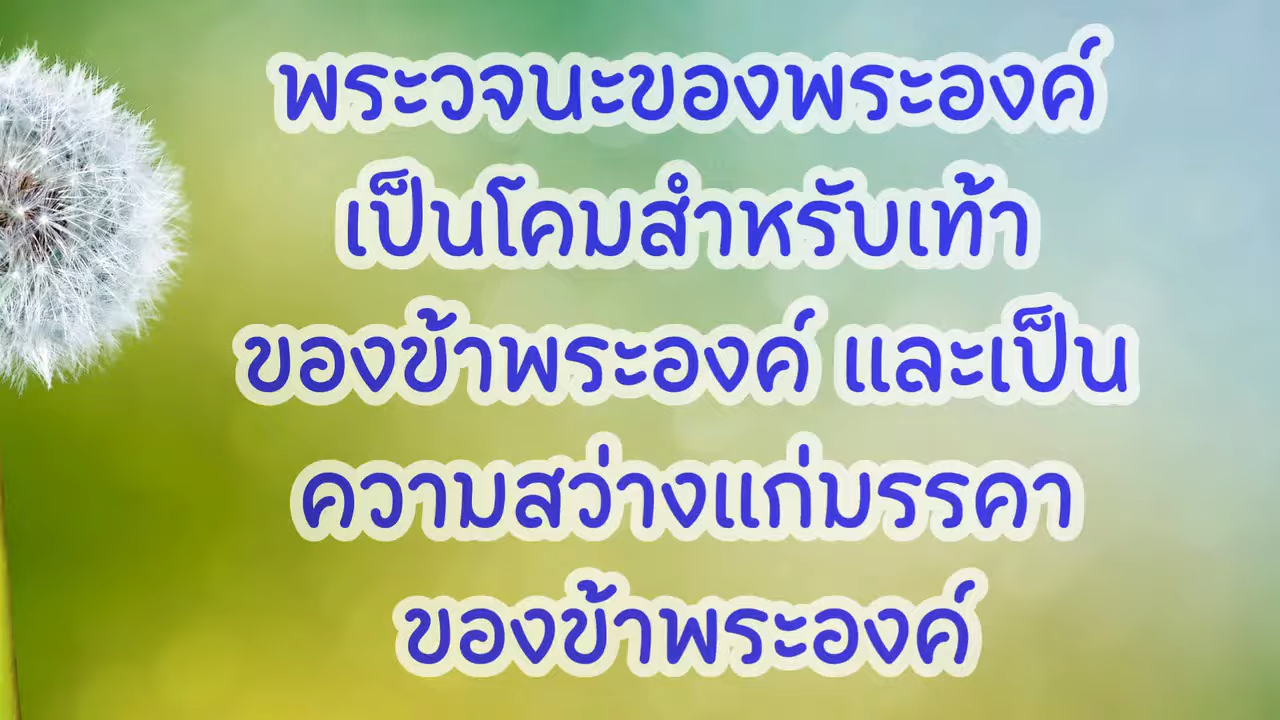 พระวจนะของพระองค์
เป็นโคมสำหรับเท้า
ของข้าพระองค์ และเป็น
ความสว่างแก่มรรคา
ของข้าพระองค์